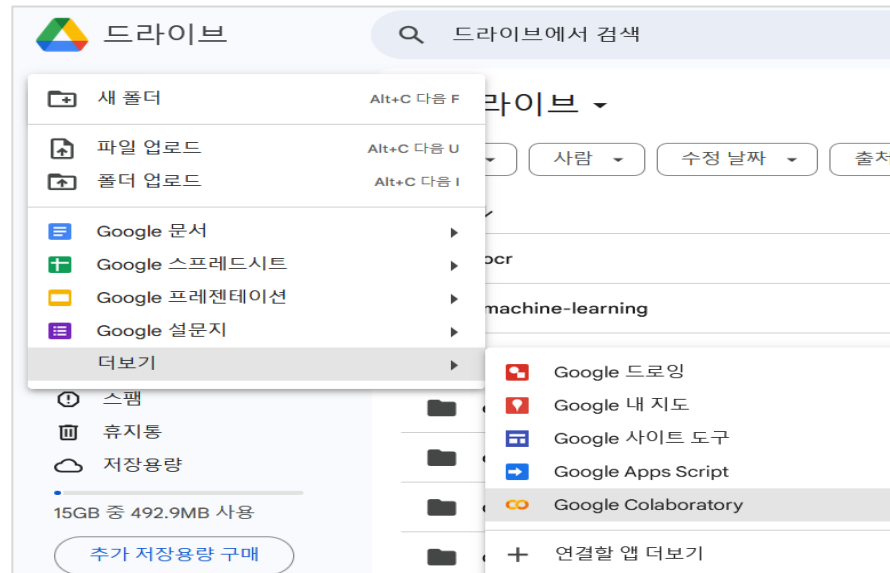 드라이브
드라이브에서 검색
새 폴더 Alt+C 다음 F
파일 업로드 Alt+C 다음 U
폴더 업로드 Alt+C 다음 I
Google 문서
Google 스프레드시트
Google 프레젠테이션
Google 설문지
더보기
스팸
휴지통
저장용량
15GB 중 492.9MB 사용
추가 저장용량 구매
라이브
사람
수정 날짜
출처
ocr
machine-learning
Google 드로잉
Google 내 지도
Google 사이트 도구
Google Apps Script
Google Colaboratory
연결할 앱 더보기